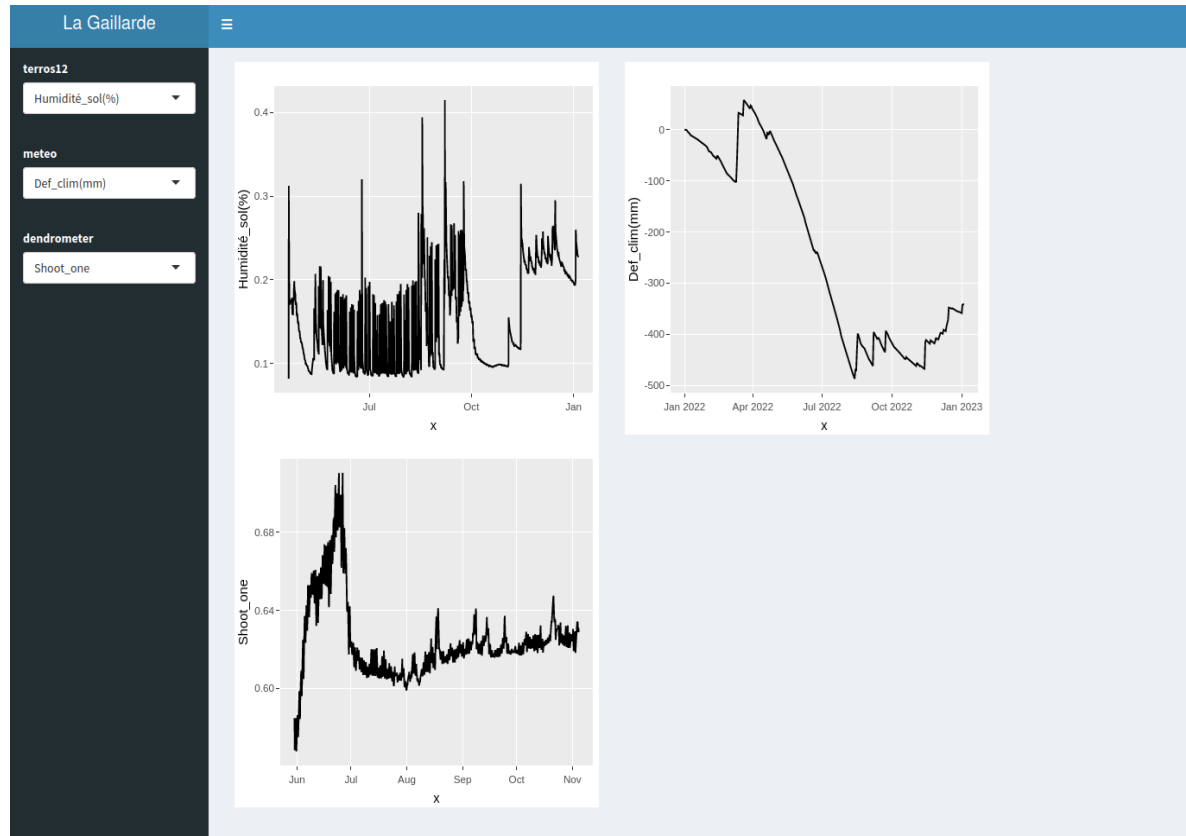 La Gaillarde
terros12
Humidité_sol(%)
meteo
Def_clim(mm)
dendrometer
Shoot_one
Humidité_sol(%)
0.4
0.3
0.2
0.1
Jul Oct Jan
x
Def_clim(mm)
0
-100
-200
-300
-400
-500
Jan 2022 Apr 2022 Jul 2022 Oct 2022 Jan 2023
x
Shoot_one
0.68
0.64
0.60
Jun Jul Aug Sep Oct Nov
x